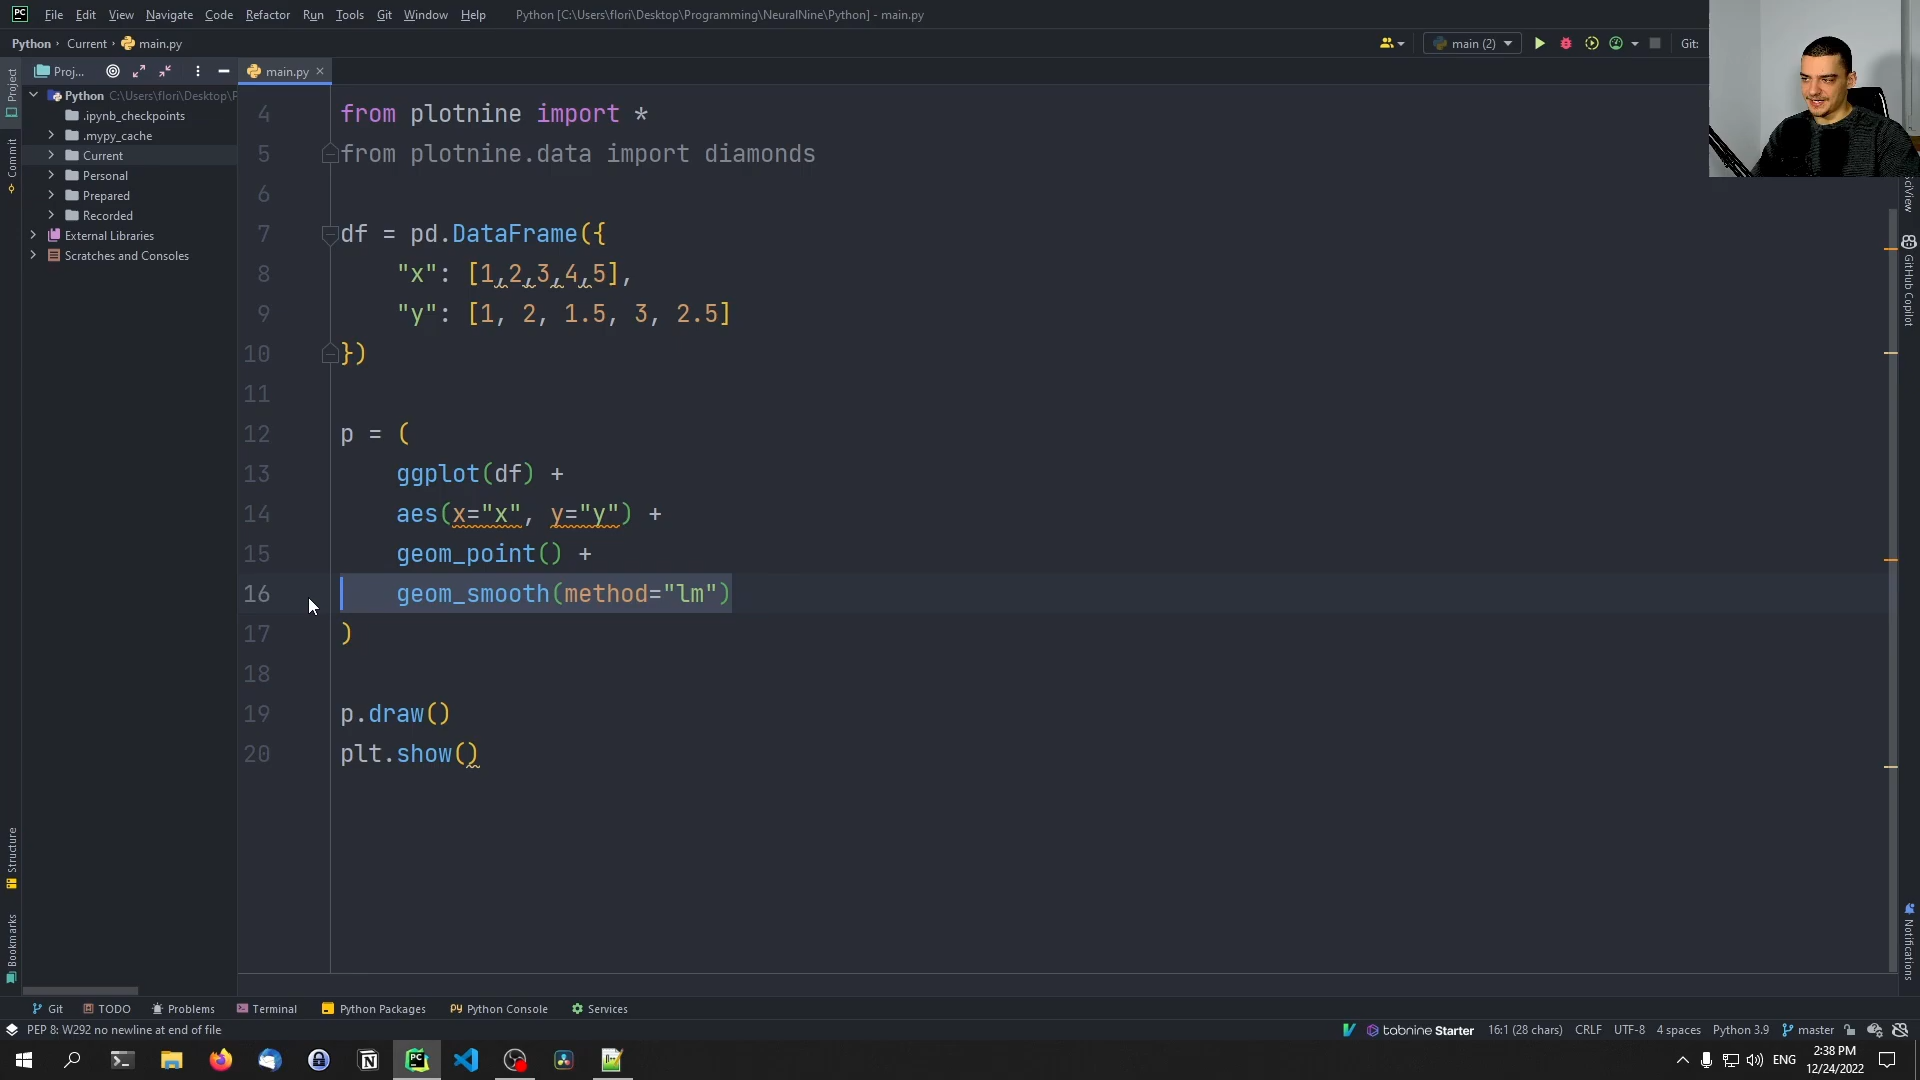 File Edit View Navigate Code Refactor Run Tools Git Window Help Python [C:\Users\flori\Desktop\Programming\NeuralNine\Python] - main.py
Python Current main.py main (2) Git:
Project Proj... main.py ×
Python C:\Users\flori\Desktop\P
.ipynb_checkpoints
.mypy_cache
Current
Personal
Prepared
Recorded
External Libraries
Scratches and Consoles
Commit
Structure
Bookmarks
4 from plotnine import *
5 from plotnine.data import diamonds
6
7 df = pd.DataFrame({
8 "x": [1,2,3,4,5],
9 "y": [1, 2, 1.5, 3, 2.5]
10 })
11
12 p = (
13 ggplot(df) +
14 aes(x="x", y="y") +
15 geom_point() +
16 geom_smooth(method="lm")
17 )
18
19 p.draw()
20 plt.show()
SciView
GitHub Copilot
Notifications
Git TODO Problems Terminal Python Packages Python Console Services
PEP 8: W292 no newline at end of file tabnine Starter 16:1 (28 chars) CRLF UTF-8 4 spaces Python 3.9 master
ENG 2:38 PM
12/24/2022